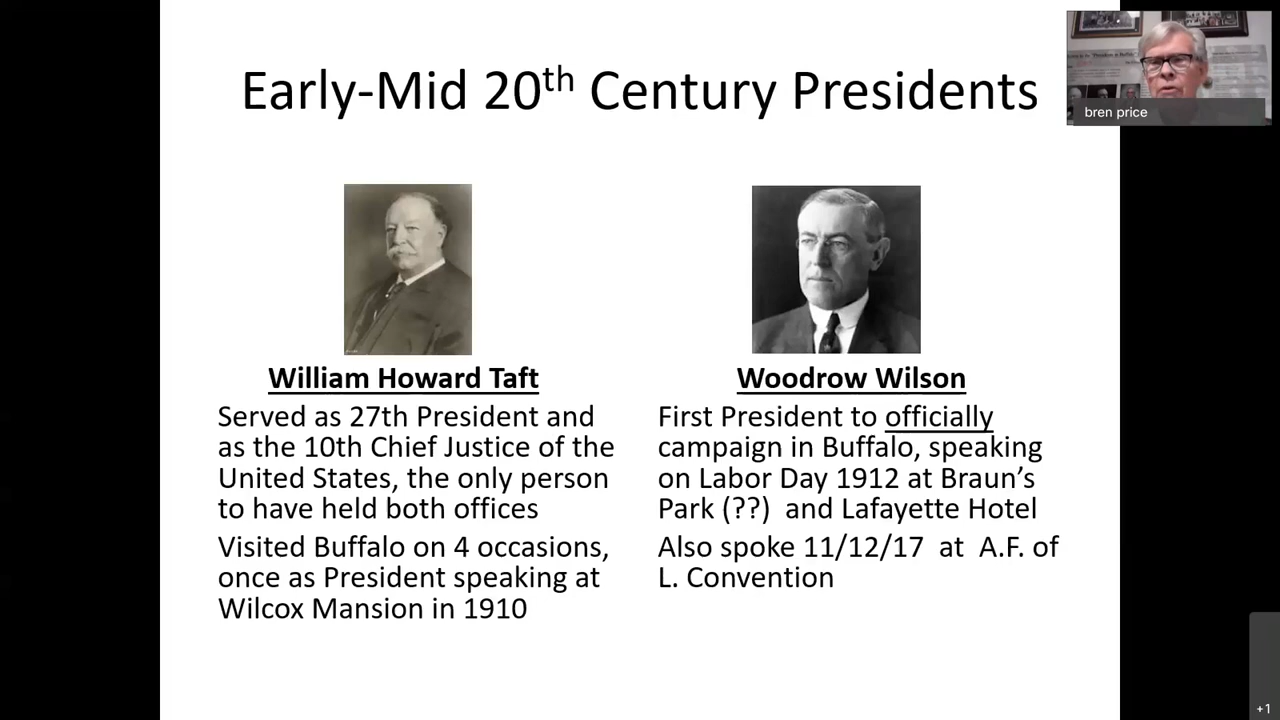 Early-Mid 20th Century Presidents
bren price
William Howard Taft
Served as 27th President and
as the 10th Chief Justice of the
United States, the only person
to have held both offices
Visited Buffalo on 4 occasions,
once as President speaking at
Wilcox Mansion in 1910
Woodrow Wilson
First President to officially
campaign in Buffalo, speaking
on Labor Day 1912 at Braun’s
Park (??) and Lafayette Hotel
Also spoke 11/12/17 at A.F. of
L. Convention
+1